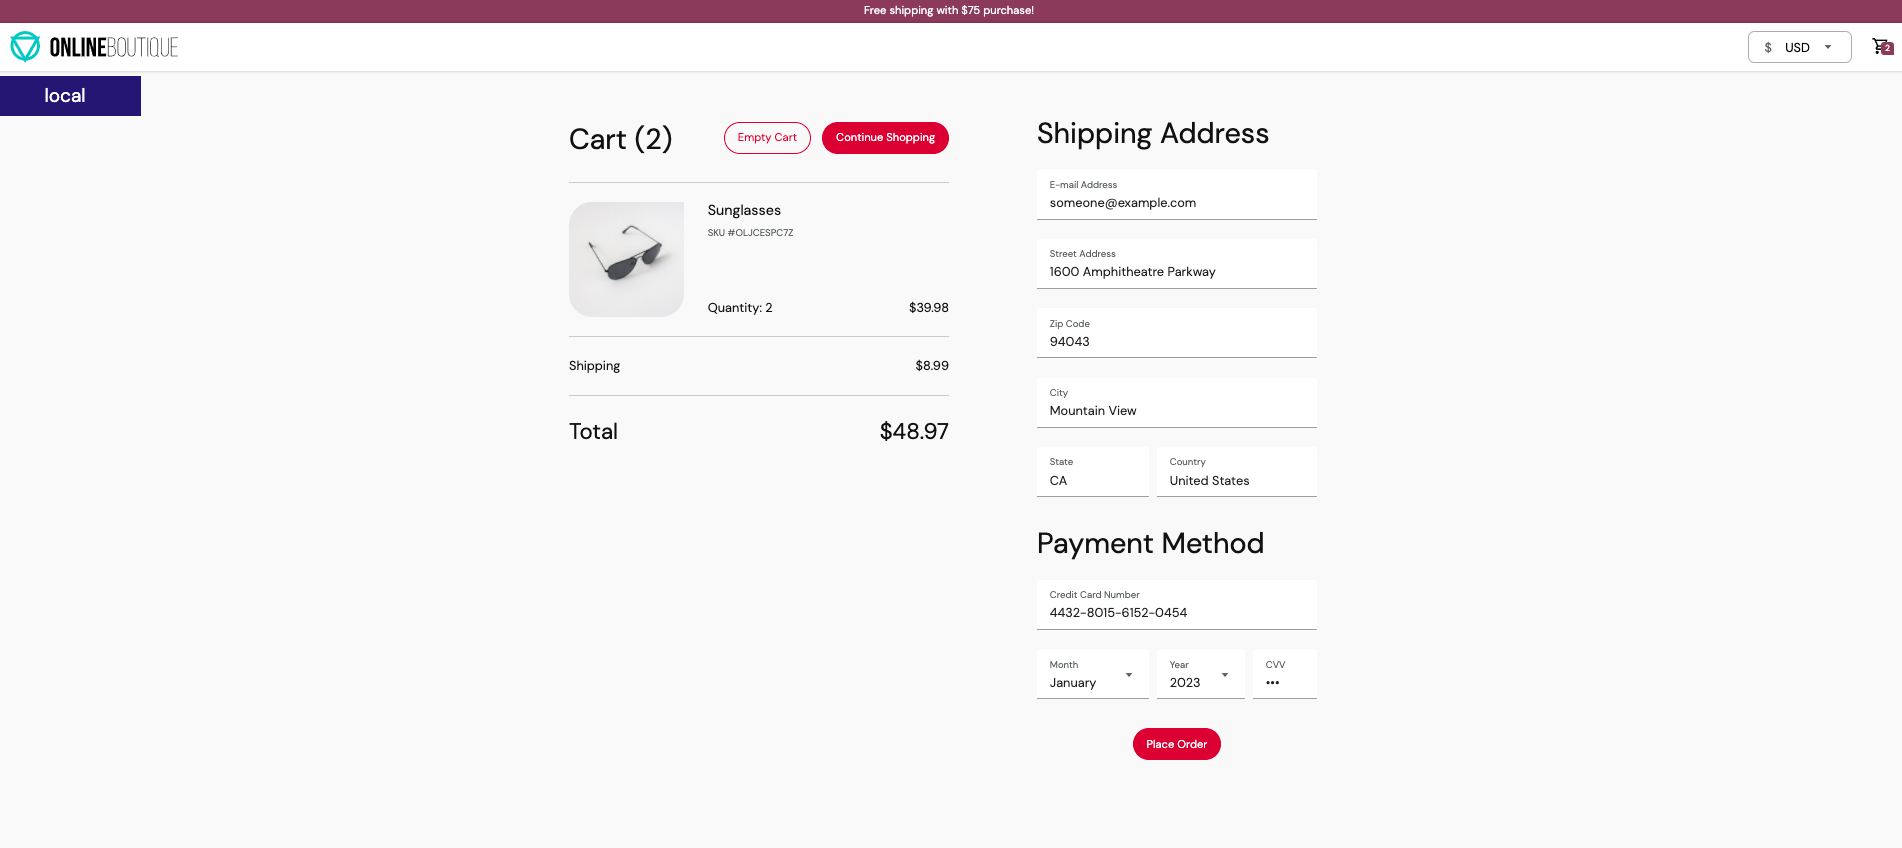 Free shipping with $75 purchase!
ONLINEBOUTIQUE
$ USD
2
local
Cart (2)
Empty Cart
Continue Shopping
Sunglasses
SKU #OLJCESPC7Z
Quantity: 2
$39.98
Shipping
$8.99
Total
$48.97
Shipping Address
E-mail Address
someone@example.com
Street Address
1600 Amphitheatre Parkway
Zip Code
94043
City
Mountain View
State
CA
Country
United States
Payment Method
Credit Card Number
4432-8015-6152-0454
Month
January
Year
2023
CVV
•••
Place Order